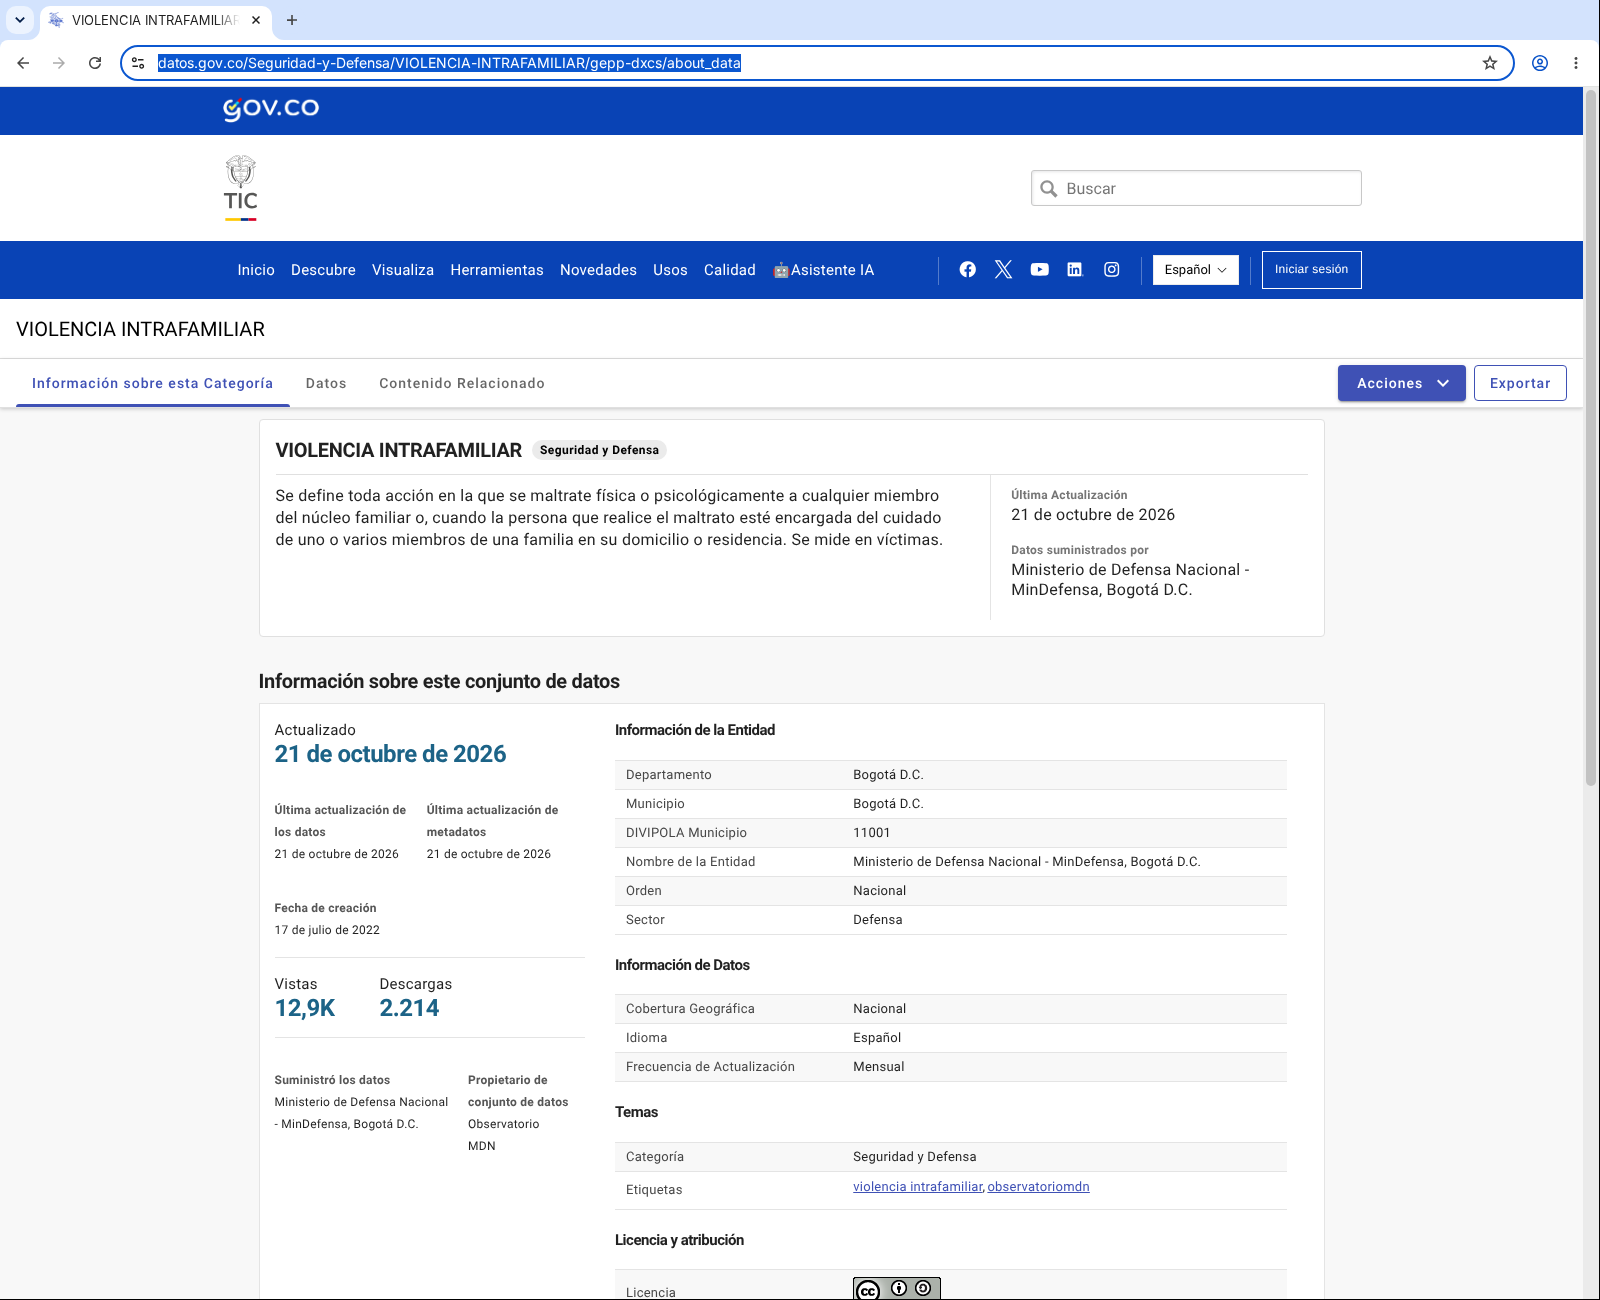 VIOLENCIA INTRAFAMILIAR
datos.gov.co/Seguridad-y-Defensa/VIOLENCIA-INTRAFAMILIAR/gepp-dxcs/about_data
GOV.CO
TIC
Buscar
Inicio Descubre Visualiza Herramientas Novedades Usos Calidad 🤖Asistente IA Español Iniciar sesión
VIOLENCIA INTRAFAMILIAR
Información sobre esta Categoría Datos Contenido Relacionado Acciones Exportar
VIOLENCIA INTRAFAMILIAR Seguridad y Defensa
Se define toda acción en la que se maltrate física o psicológicamente a cualquier miembro
del núcleo familiar o, cuando la persona que realice el maltrato esté encargada del cuidado
de uno o varios miembros de una familia en su domicilio o residencia. Se mide en víctimas.
Última Actualización
21 de octubre de 2026
Datos suministrados por
Ministerio de Defensa Nacional -
MinDefensa, Bogotá D.C.
Información sobre este conjunto de datos
Actualizado
21 de octubre de 2026
Última actualización de
los datos
21 de octubre de 2026
Última actualización de
metadatos
21 de octubre de 2026
Fecha de creación
17 de julio de 2022
Vistas
12,9K
Descargas
2.214
Suministró los datos
Ministerio de Defensa Nacional
- MinDefensa, Bogotá D.C.
Propietario de
conjunto de datos
Observatorio
MDN
Información de la Entidad
Departamento Bogotá D.C.
Municipio Bogotá D.C.
DIVIPOLA Municipio 11001
Nombre de la Entidad Ministerio de Defensa Nacional - MinDefensa, Bogotá D.C.
Orden Nacional
Sector Defensa
Información de Datos
Cobertura Geográfica Nacional
Idioma Español
Frecuencia de Actualización Mensual
Temas
Categoría Seguridad y Defensa
Etiquetas violencia intrafamiliar, observatoriomdn
Licencia y atribución
Licencia cc